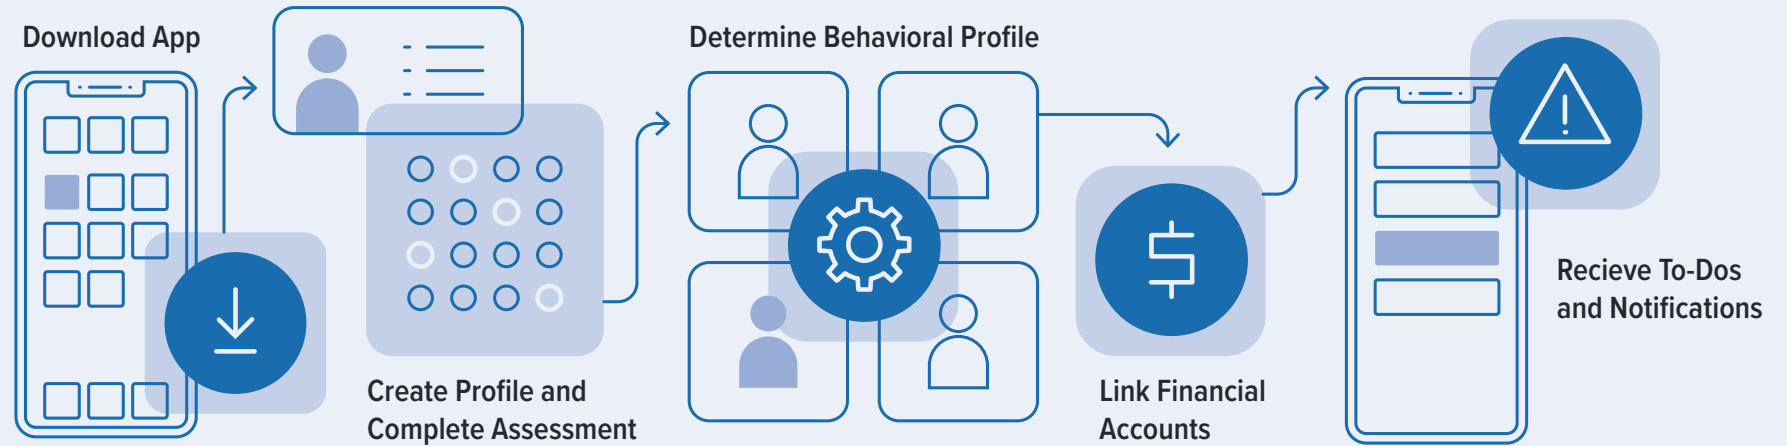 Download App
Create Profile and
Complete Assessment
Determine Behavioral Profile
Link Financial
Accounts
Recieve To-Dos
and Notifications